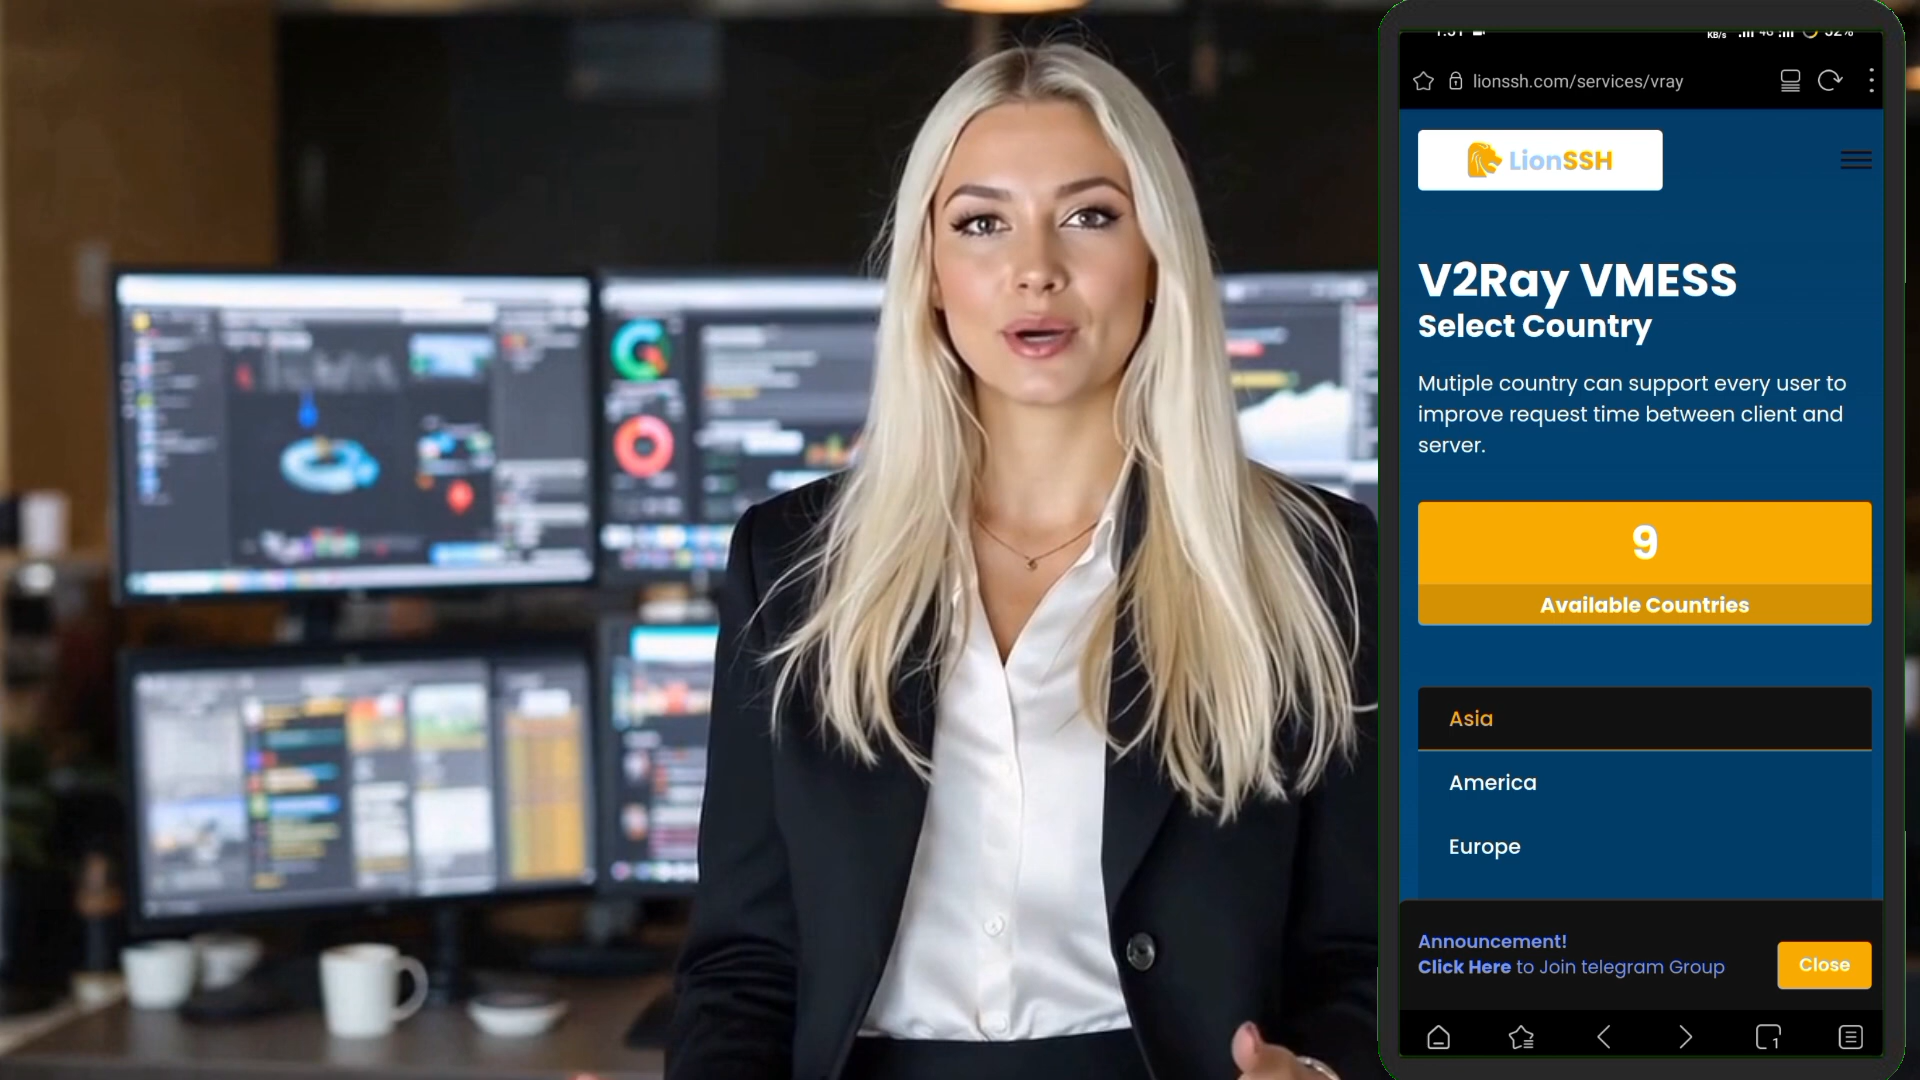 lionssh.com/services/vray
LionSSH
V2Ray VMESS
Select Country
Mutiple country can support every user to
improve request time between client and
server.
9
Available Countries
Asia
America
Europe
Announcement!
Click Here to Join telegram Group
Close
1